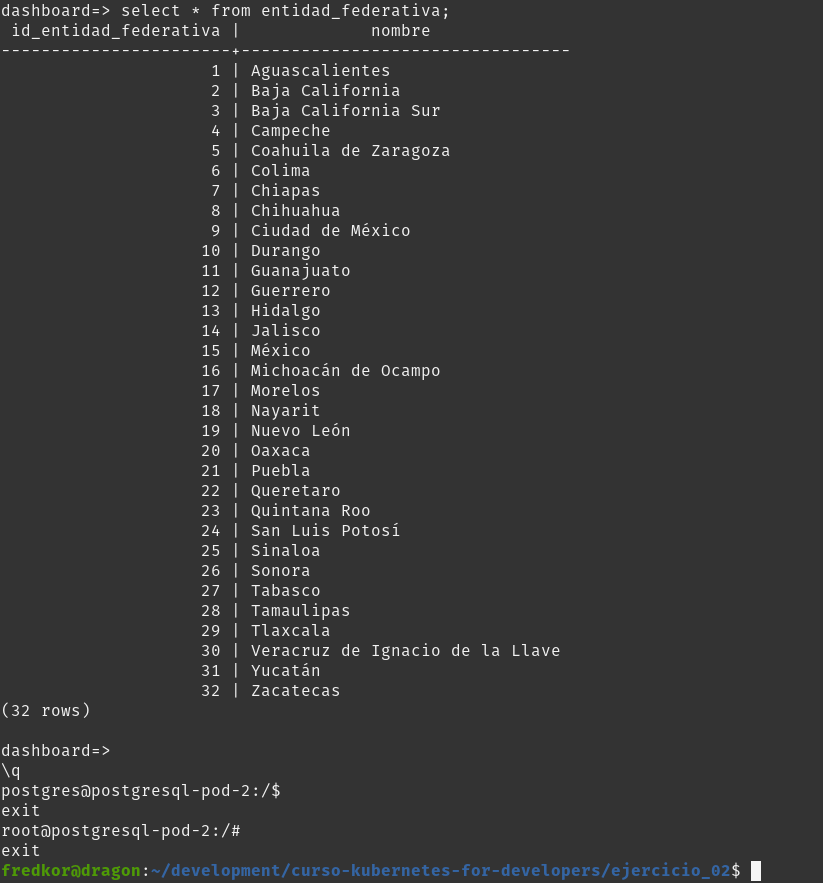 dashboard=> select * from entidad_federativa;
 id_entidad_federativa |             nombre
-----------------------+---------------------------------
                     1 | Aguascalientes
                     2 | Baja California
                     3 | Baja California Sur
                     4 | Campeche
                     5 | Coahuila de Zaragoza
                     6 | Colima
                     7 | Chiapas
                     8 | Chihuahua
                     9 | Ciudad de México
                    10 | Durango
                    11 | Guanajuato
                    12 | Guerrero
                    13 | Hidalgo
                    14 | Jalisco
                    15 | México
                    16 | Michoacán de Ocampo
                    17 | Morelos
                    18 | Nayarit
                    19 | Nuevo León
                    20 | Oaxaca
                    21 | Puebla
                    22 | Queretaro
                    23 | Quintana Roo
                    24 | San Luis Potosí
                    25 | Sinaloa
                    26 | Sonora
                    27 | Tabasco
                    28 | Tamaulipas
                    29 | Tlaxcala
                    30 | Veracruz de Ignacio de la Llave
                    31 | Yucatán
                    32 | Zacatecas
(32 rows)

dashboard=>
\q
postgres@postgresql-pod-2:/$
exit
root@postgresql-pod-2:/#
exit
fredkor@dragon:~/development/curso-kubernetes-for-developers/ejercicio_02$